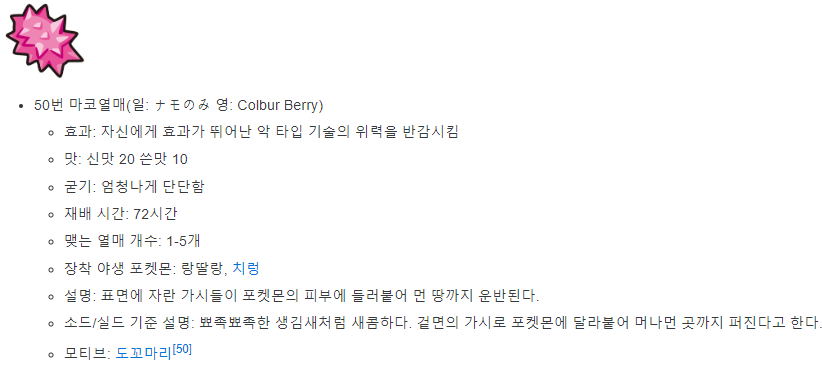 50번 마코열매(일: ナモのみ 영: Colbur Berry)
효과: 자신에게 효과가 뛰어난 악 타입 기술의 위력을 반감시킴
맛: 신맛 20 쓴맛 10
굳기: 엄청나게 단단함
재배 시간: 72시간
맺는 열매 개수: 1-5개
장착 야생 포켓몬: 랑딸랑, 치렁
설명: 표면에 자란 가시들이 포켓몬의 피부에 들러붙어 먼 땅까지 운반된다.
소드/실드 기준 설명: 뾰족뾰족한 생김새처럼 새콤하다. 겉면의 가시로 포켓몬에 달라붙어 머나먼 곳까지 퍼진다고 한다.
모티브: 도꼬마리[50]